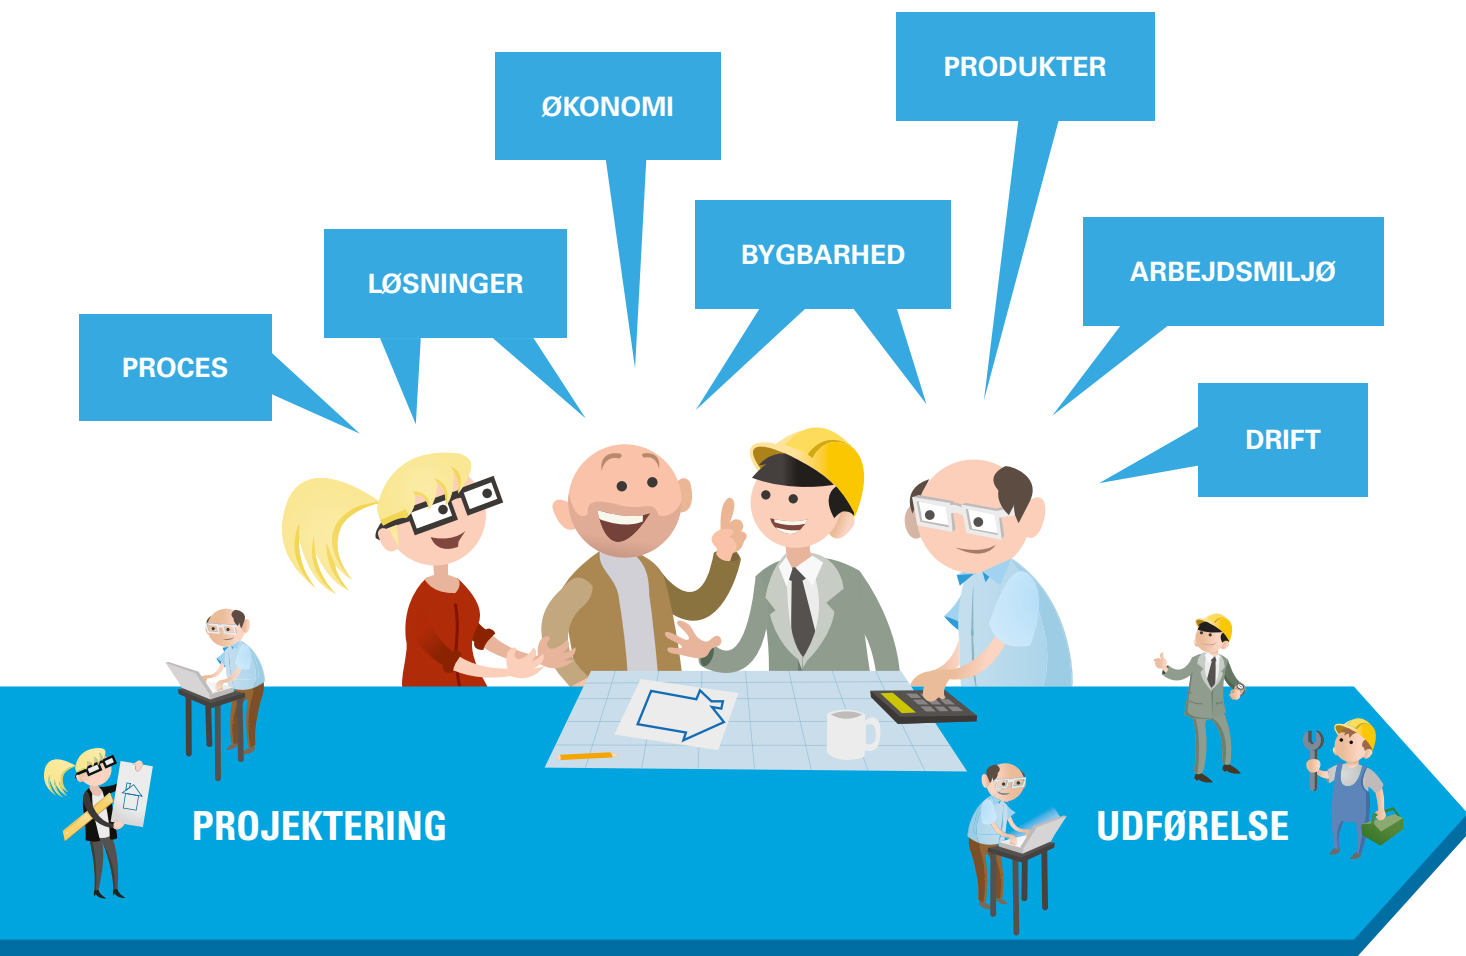 PRODUKTER
ØKONOMI
BYGBARHED
ARBEJDSMILJØ
LØSNINGER
PROCES
DRIFT
PROJEKTERING
UDFØRELSE